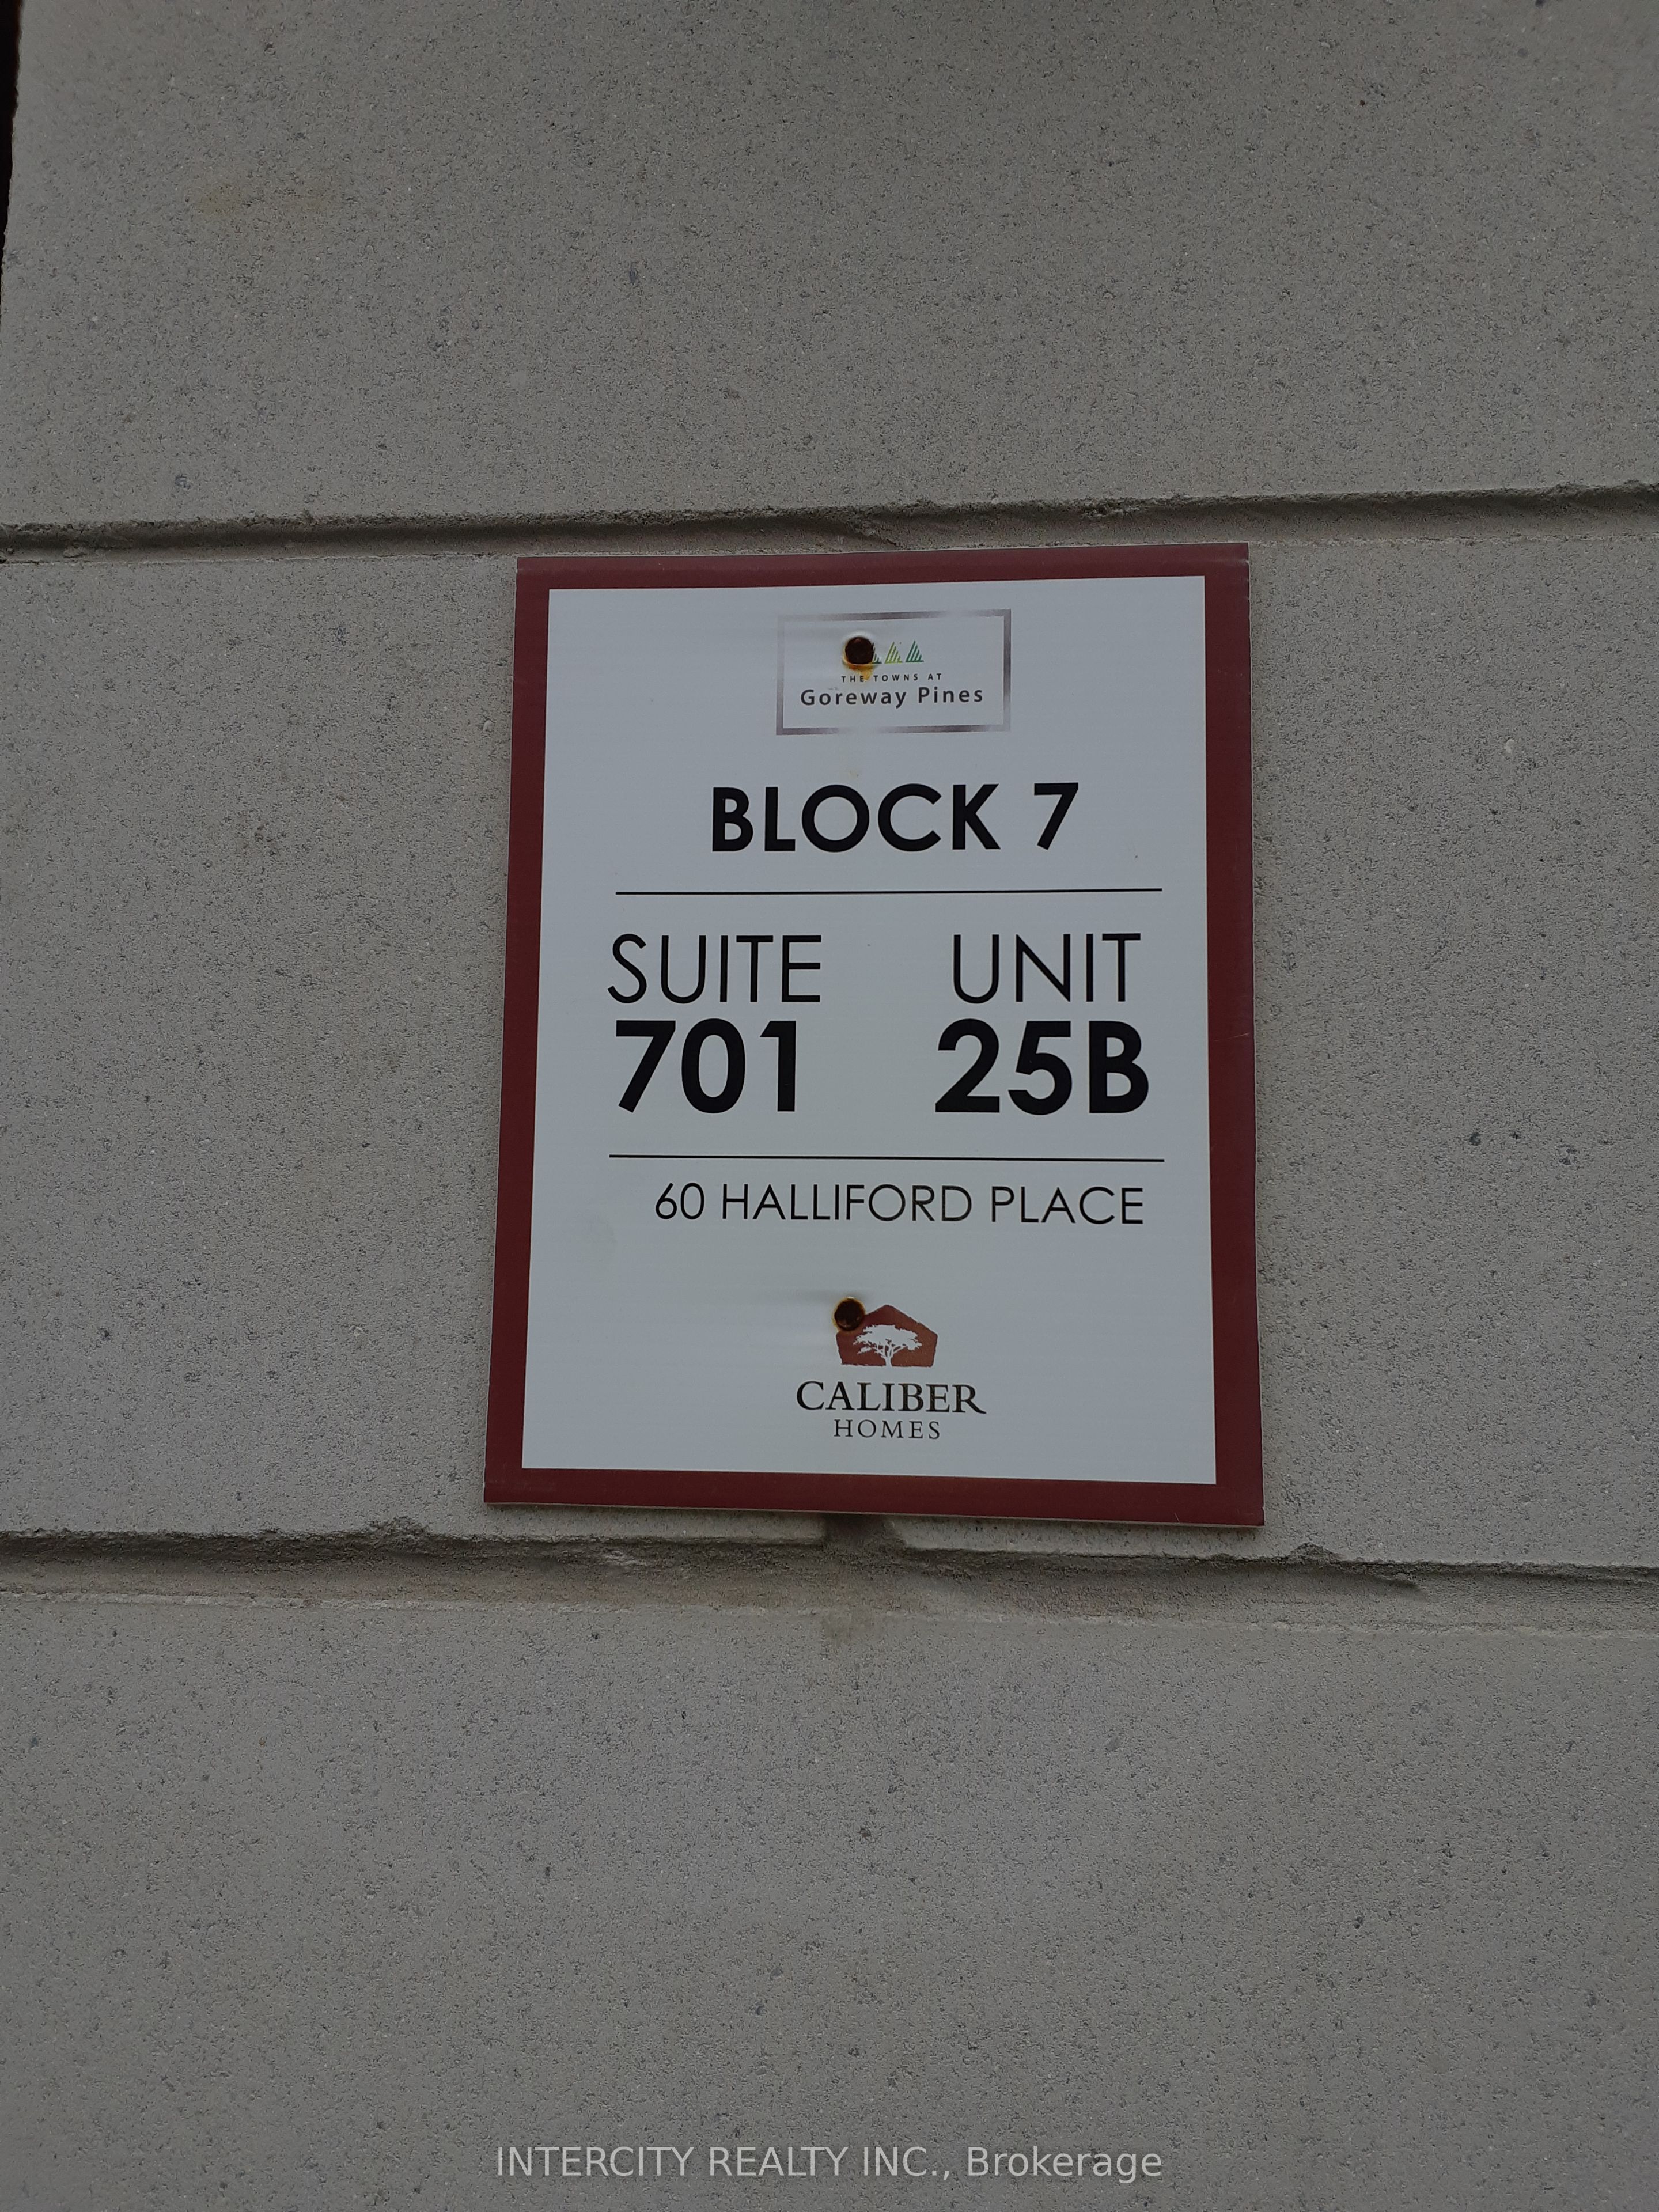 THE TOWNS AT
Goreway Pines
BLOCK 7
SUITE UNIT
701 25B
60 HALLIFORD PLACE
CALIBER
HOMES
INTERCITY REALTY INC., Brokerage